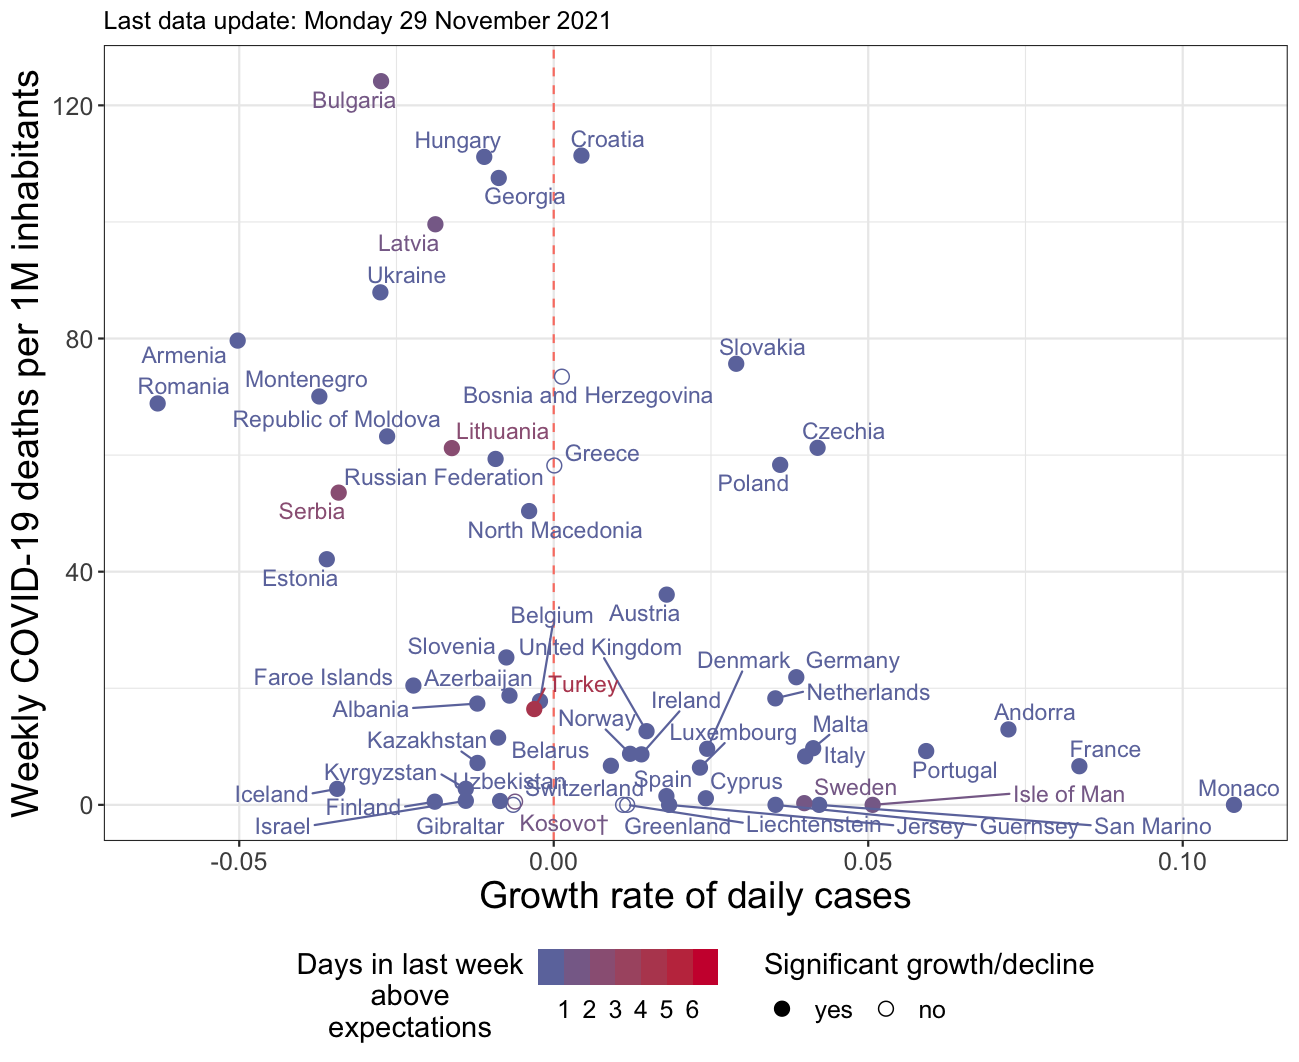 Last data update: Monday 29 November 2021
Weekly COVID-19 deaths per 1M inhabitants
120
80
40
0
Bulgaria
Hungary
Croatia
Georgia
Latvia
Ukraine
Armenia
Slovakia
Romania
Montenegro
Bosnia and Herzegovina
Republic of Moldova
Lithuania
Czechia
Greece
Russian Federation
Poland
Serbia
North Macedonia
Estonia
Belgium
Austria
Slovenia
United Kingdom
Denmark
Germany
Faroe Islands
Azerbaijan
Turkey
Netherlands
Albania
Ireland
Norway
Andorra
Luxembourg
Malta
Kazakhstan
Belarus
Italy
France
Portugal
Kyrgyzstan
Uzbekistan
Spain
Cyprus
Switzerland
Sweden
Monaco
Iceland
Isle of Man
Finland
Israel
Gibraltar
Kosovo†
Greenland
Liechtenstein
Jersey
Guernsey
San Marino
-0.05
0.00
0.05
0.10
Growth rate of daily cases
Days in last week
above
expectations
1 2 3 4 5 6
Significant growth/decline
yes
no